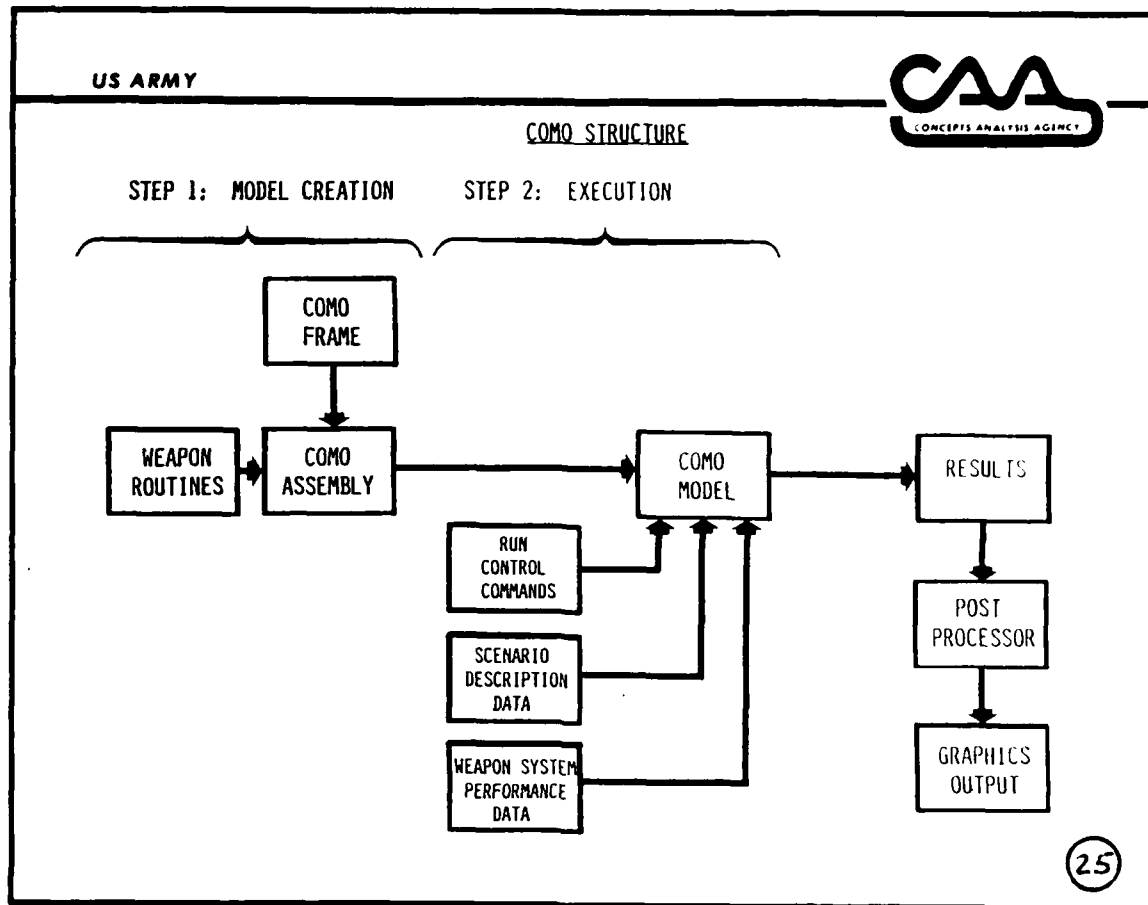 US ARMY
CAA
CONCEPTS ANALYSIS AGENCY
COMO STRUCTURE
STEP 1: MODEL CREATION
STEP 2: EXECUTION
COMO
FRAME
WEAPON
ROUTINES
COMO
ASSEMBLY
COMO
MODEL
RESULTS
RUN
CONTROL
COMMANDS
SCENARIO
DESCRIPTION
DATA
WEAPON SYSTEM
PERFORMANCE
DATA
POST
PROCESSOR
GRAPHICS
OUTPUT
25